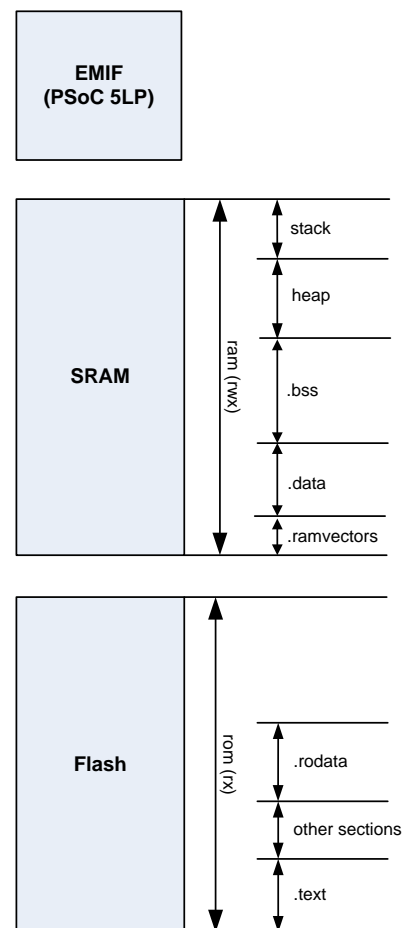 EMIF
(PSoC 5LP)
SRAM
ram (rwx)
stack
heap
.bss
.data
.ramvectors
Flash
rom (rx)
.rodata
other sections
.text